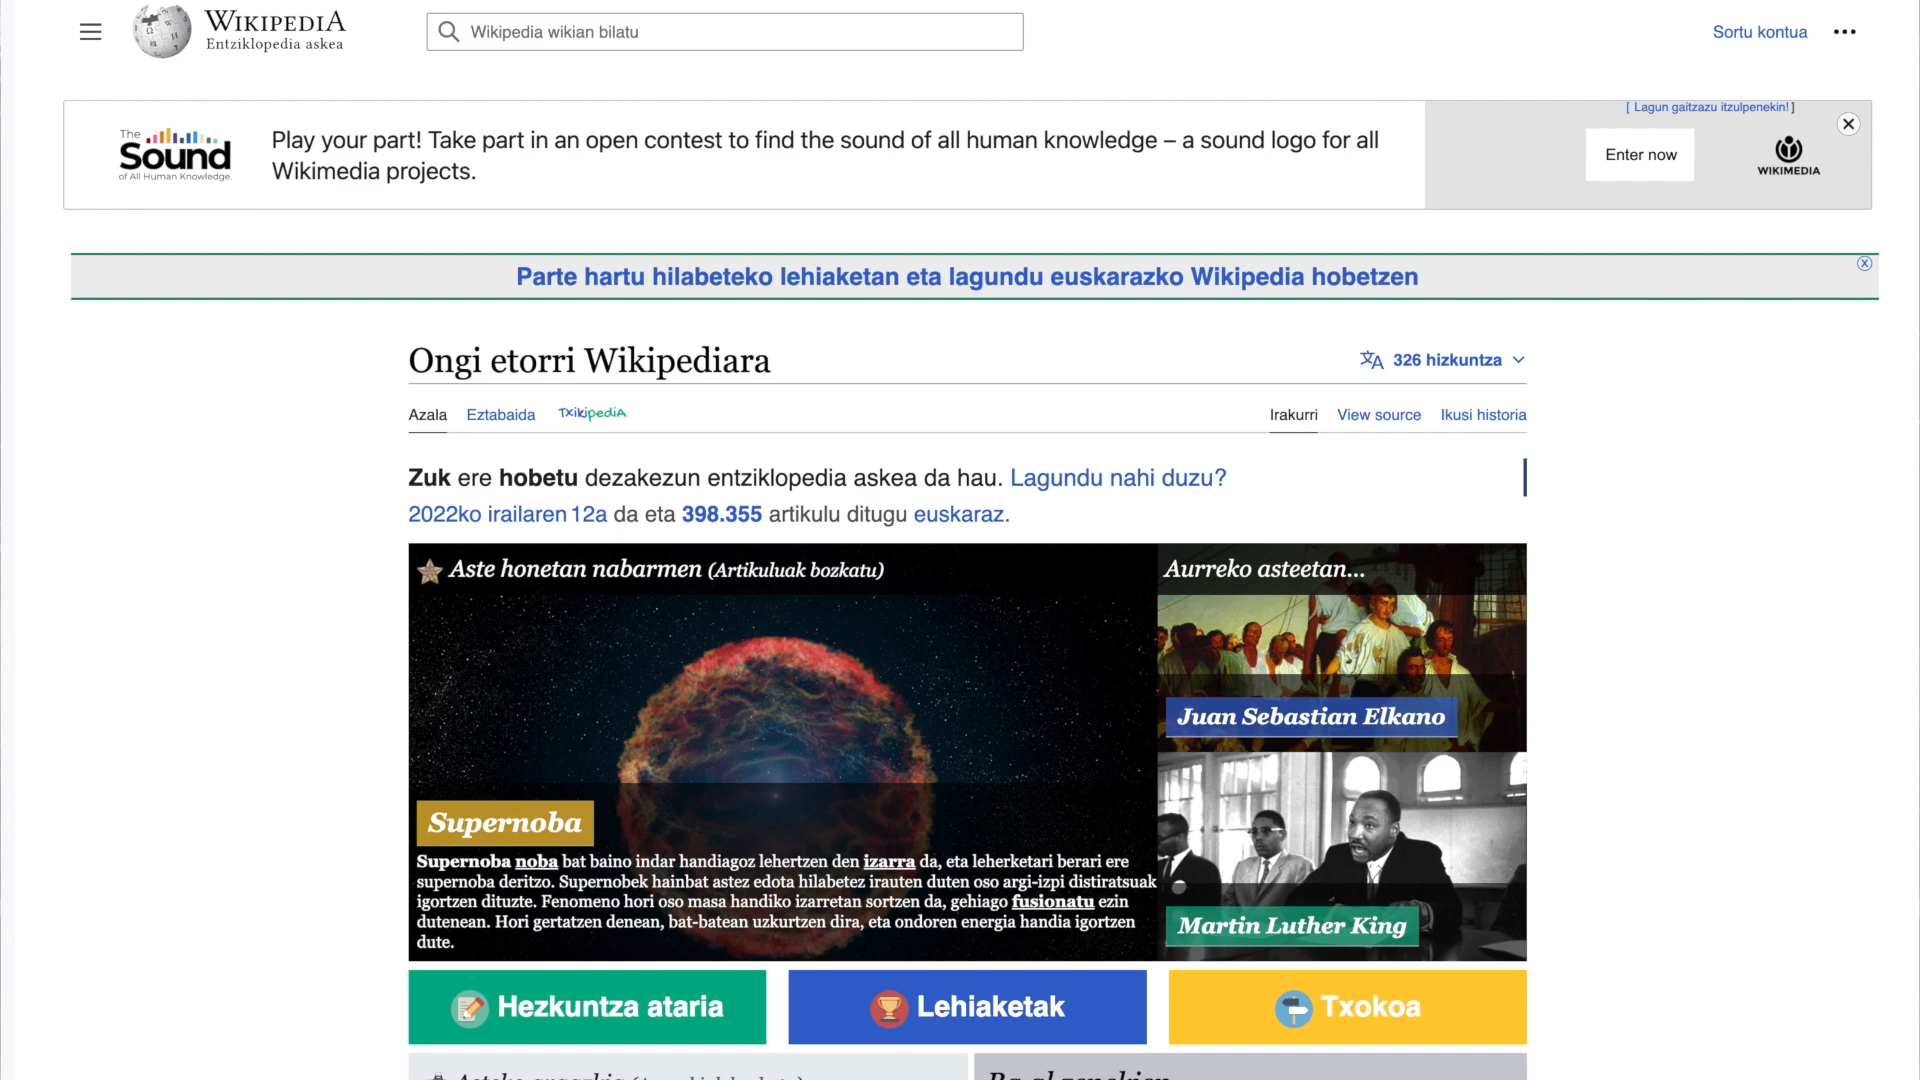 WIKIPEDIA
Entziklopedia askea
Wikipedia wikian bilatu
Sortu kontua
The
Sound
of All Human Knowledge.
Play your part! Take part in an open contest to find the sound of all human knowledge – a sound logo for all
Wikimedia projects.
[ Lagun gaitzazu itzulpenekin! ]
Enter now
WIKIMEDIA
Parte hartu hilabeteko lehiaketan eta lagundu euskarazko Wikipedia hobetzen
Ongi etorri Wikipediara
326 hizkuntza
Azala Eztabaida TXikipediA
Irakurri View source Ikusi historia
Zuk ere hobetu dezakezun entziklopedia askea da hau. Lagundu nahi duzu?
2022ko irailaren 12a da eta 398.355 artikulu ditugu euskaraz.
Aste honetan nabarmen (Artikuluak bozkatu)
Supernoba
Supernoba noba bat baino indar handiagoz lehertzen den izarra da, eta leherketari berari ere
supernoba deritzo. Supernobek hainbat astez edota hilabetez irauten duten oso argi-izpi distiratsuak
igortzen dituzte. Fenomeno hori oso masa handiko izarretan sortzen da, gehiago fusionatu ezin
dutenean. Hori gertatzen denean, bat-batean uzkurtzen dira, eta ondoren energia handia igortzen
dute.
Aurreko asteetan...
Juan Sebastian Elkano
Martin Luther King
Hezkuntza ataria
Lehiaketak
Txokoa